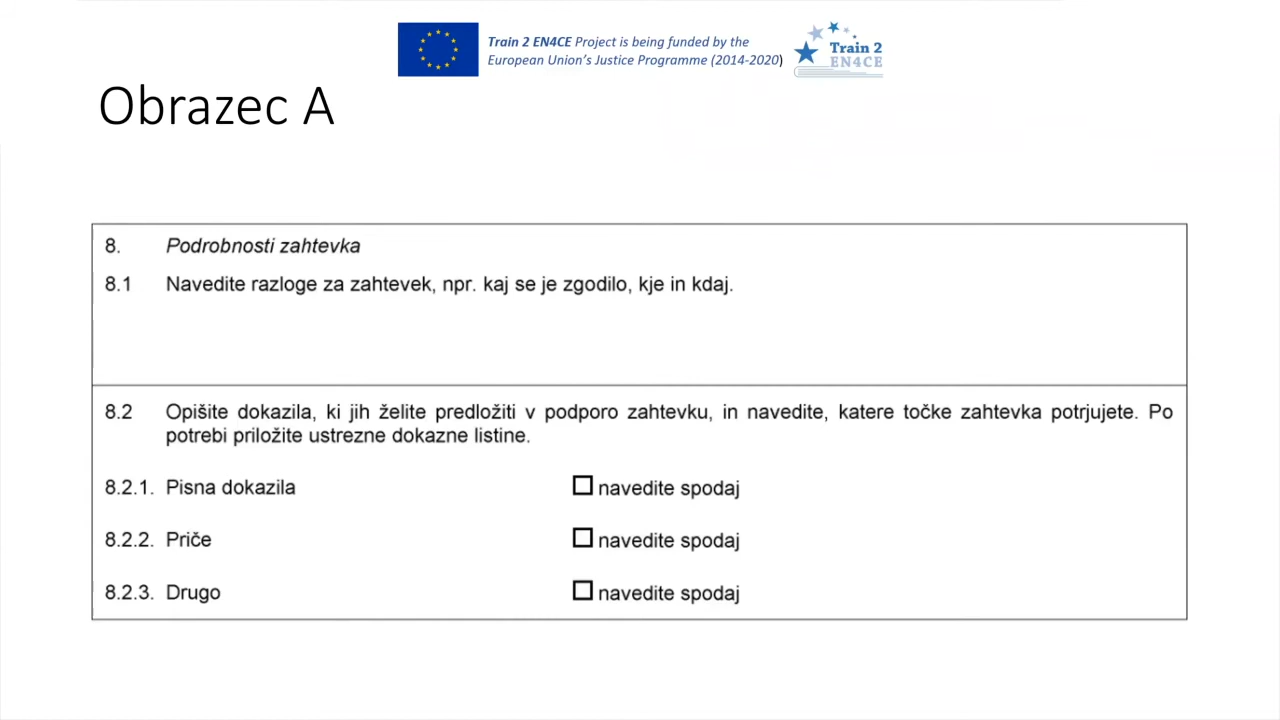 Train 2 EN4CE Project is being funded by the
European Union’s Justice Programme (2014-2020)
Train 2
EN4CE
Obrazec A
8. Podrobnosti zahtevka
8.1 Navedite razloge za zahtevek, npr. kaj se je zgodilo, kje in kdaj.
8.2 Opišite dokazila, ki jih želite predložiti v podporo zahtevku, in navedite, katere točke zahtevka potrjujete. Po
potrebi priložite ustrezne dokazne listine.
8.2.1. Pisna dokazila navedite spodaj
8.2.2. Priče navedite spodaj
8.2.3. Drugo navedite spodaj